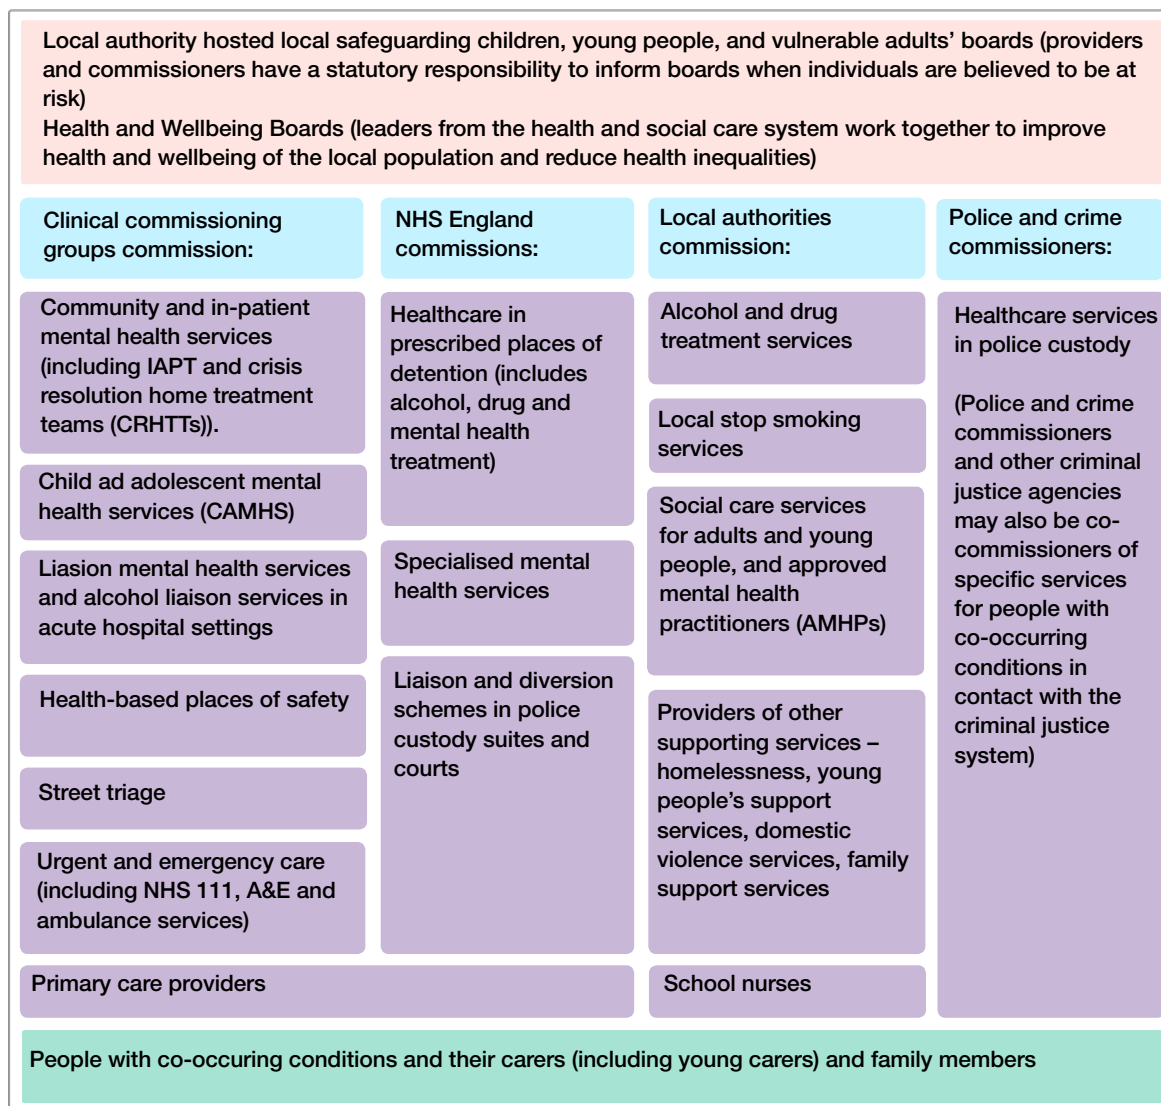 Local authority hosted local safeguarding children, young people, and vulnerable adults’ boards (providers
and commissioners have a statutory responsibility to inform boards when individuals are believed to be at
risk)
Health and Wellbeing Boards (leaders from the health and social care system work together to improve
health and wellbeing of the local population and reduce health inequalities)
Clinical commissioning
groups commission:
Community and in-patient
mental health services
(including IAPT and crisis
resolution home treatment
teams (CRHTTs)).
Child ad adolescent mental
health services (CAMHS)
Liasion mental health services
and alcohol liaison services in
acute hospital settings
Health-based places of safety
Street triage
Urgent and emergency care
(including NHS 111, A&E and
ambulance services)
NHS England
commissions:
Healthcare in
prescribed places of
detention (includes
alcohol, drug and
mental health
treatment)
Specialised mental
health services
Liaison and diversion
schemes in police
custody suites and
courts
Primary care providers
Local authorities
commission:
Alcohol and drug
treatment services
Local stop smoking
services
Social care services
for adults and young
people, and approved
mental health
practitioners (AMHPs)
Providers of other
supporting services –
homelessness, young
people’s support
services, domestic
violence services, family
support services
School nurses
Police and crime
commissioners:
Healthcare services
in police custody
(Police and crime
commissioners
and other criminal
justice agencies
may also be co-
commissioners of
specific services
for people with
co-occurring
conditions in
contact with the
criminal justice
system)
People with co-occuring conditions and their carers (including young carers) and family members